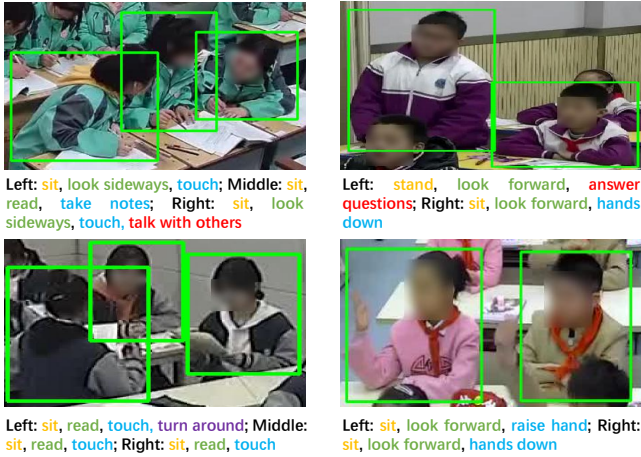 Left: sit, look sideways, touch; Middle: sit,
read, take notes; Right: sit, look
sideways, touch, talk with others
Left: stand, look forward, answer
questions; Right: sit, look forward, hands
down
Left: sit, read, touch, turn around; Middle:
sit, read, touch; Right: sit, read, touch
Left: sit, look forward, raise hand; Right:
sit, look forward, hands down